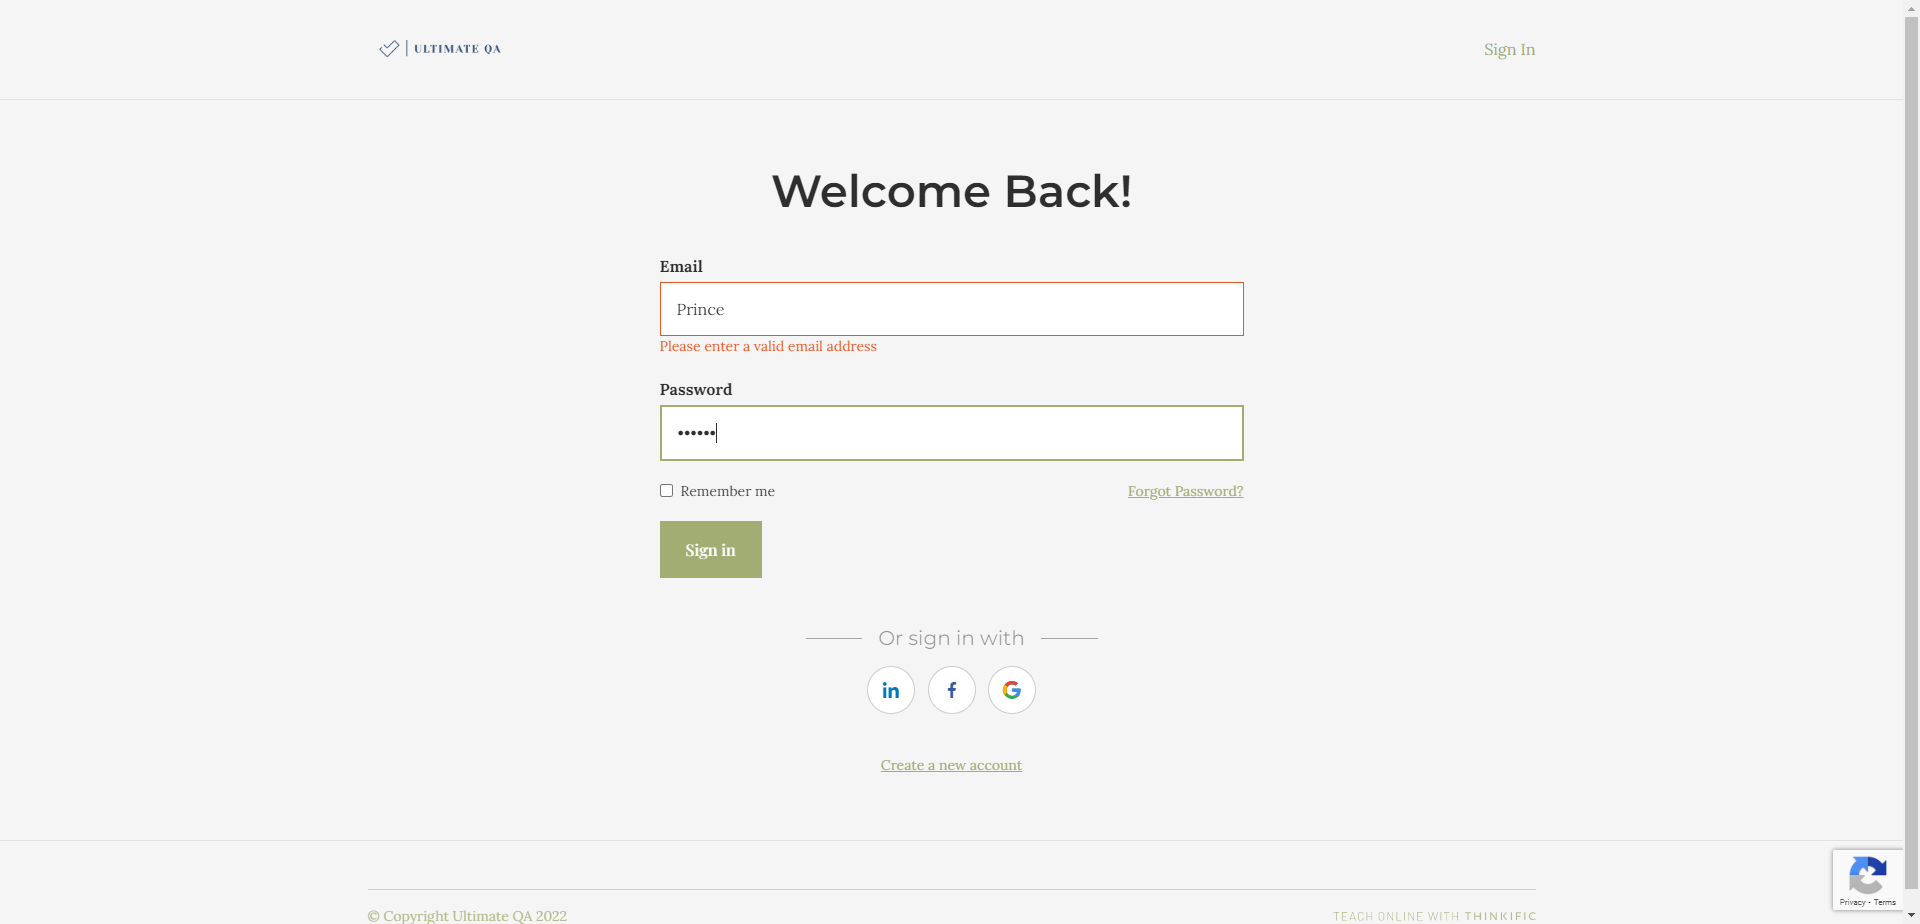 ULTIMATE QA
Sign In
Welcome Back!
Email
Prince
Please enter a valid email address
Password
••••••
Remember me
Forgot Password?
Sign in
Or sign in with
in
f
G
Create a new account
Privacy - Terms
© Copyright Ultimate QA 2022
TEACH ONLINE WITH THINKIFIC